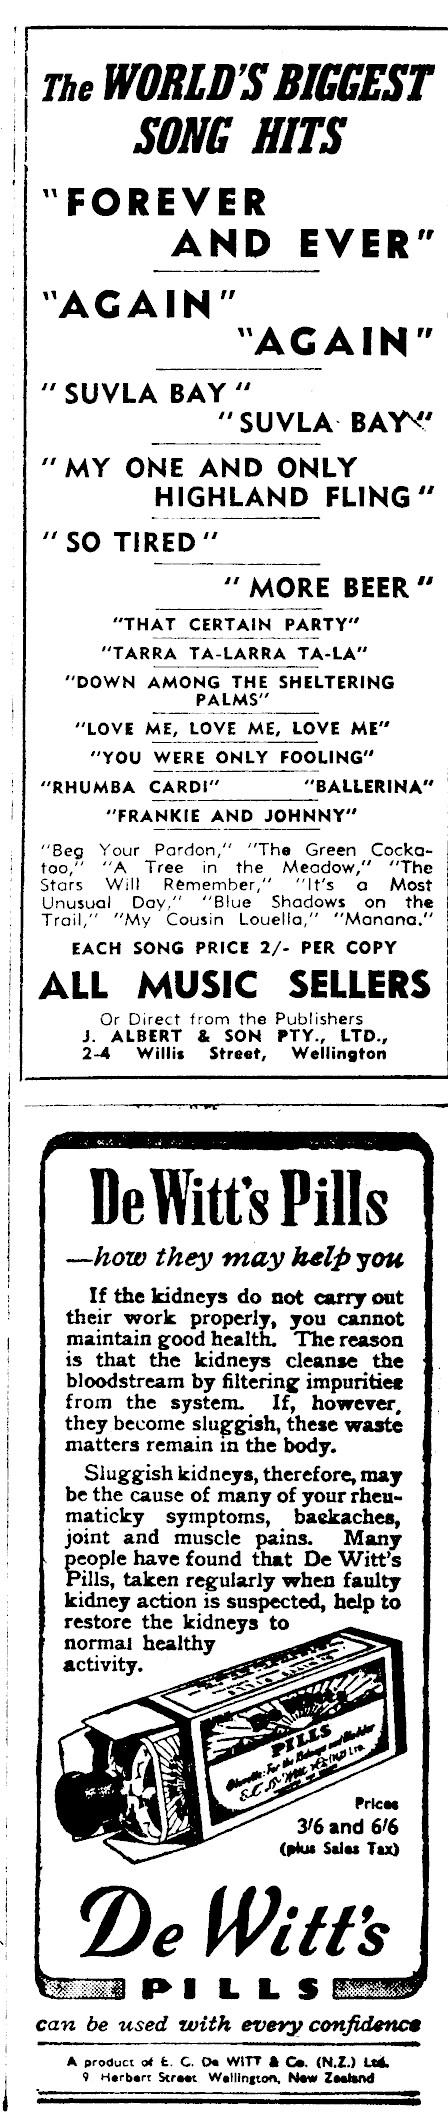 The WORLD'S BIGGEST
SONG HITS
"FOREVER
AND EVER"
"AGAIN"
"AGAIN"
"SUVLA BAY"
"SUVLA BAY"
"MY ONE AND ONLY
HIGHLAND FLING"
"SO TIRED"
"MORE BEER"
"THAT CERTAIN PARTY"
"TARRA TA-LARRA TA-LA"
"DOWN AMONG THE SHELTERING
PALMS"
"LOVE ME, LOVE ME, LOVE ME"
"YOU WERE ONLY FOOLING"
"RHUMBA CARDI" "BALLERINA"
"FRANKIE AND JOHNNY"
"Beg Your Pardon," "The Green Cocka-
too," "A Tree in the Meadow," "The
Stars Will Remember," "It's a Most
Unusual Day," "Blue Shadows on the
Trail," "My Cousin Louella," "Manana."
EACH SONG PRICE 2/- PER COPY
ALL MUSIC SELLERS
Or Direct from the Publishers
J. ALBERT & SON PTY., LTD.,
2-4 Willis Street, Wellington
De Witt's Pills
—how they may help you
If the kidneys do not carry out
their work properly, you cannot
maintain good health. The reason
is that the kidneys cleanse the
bloodstream by filtering impurities
from the system. If, however,
they become sluggish, these waste
matters remain in the body.
Sluggish kidneys, therefore, may
be the cause of many of your rheu-
maticky symptoms, backaches,
joint and muscle pains. Many
people have found that De Witt's
Pills, taken regularly when faulty
kidney action is suspected, help to
restore the kidneys to
normal healthy
activity.
PILLS
For the Kidneys and Bladder
E.C. De Witt & Co (N.Z) Ltd.
Prices
3/6 and 6/6
(plus Sales Tax)
De Witt's
PILLS
can be used with every confidence
A product of E. C. De WITT & Co. (N.Z.) Ltd.
9 Herbert Street Wellington, New Zealand